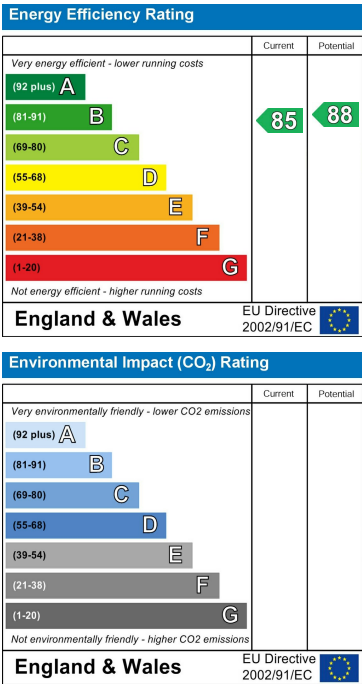 Energy Efficiency Rating
Current Potential
Very energy efficient - lower running costs
(92 plus) A
(81-91) B
85 88
(69-80) C
(55-68) D
(39-54) E
(21-38) F
(1-20) G
Not energy efficient - higher running costs
England & Wales
EU Directive
2002/91/EC
Environmental Impact (CO₂) Rating
Current Potential
Very environmentally friendly - lower CO2 emissions
(92 plus) A
(81-91) B
(69-80) C
(55-68) D
(39-54) E
(21-38) F
(1-20) G
Not environmentally friendly - higher CO2 emissions
England & Wales
EU Directive
2002/91/EC